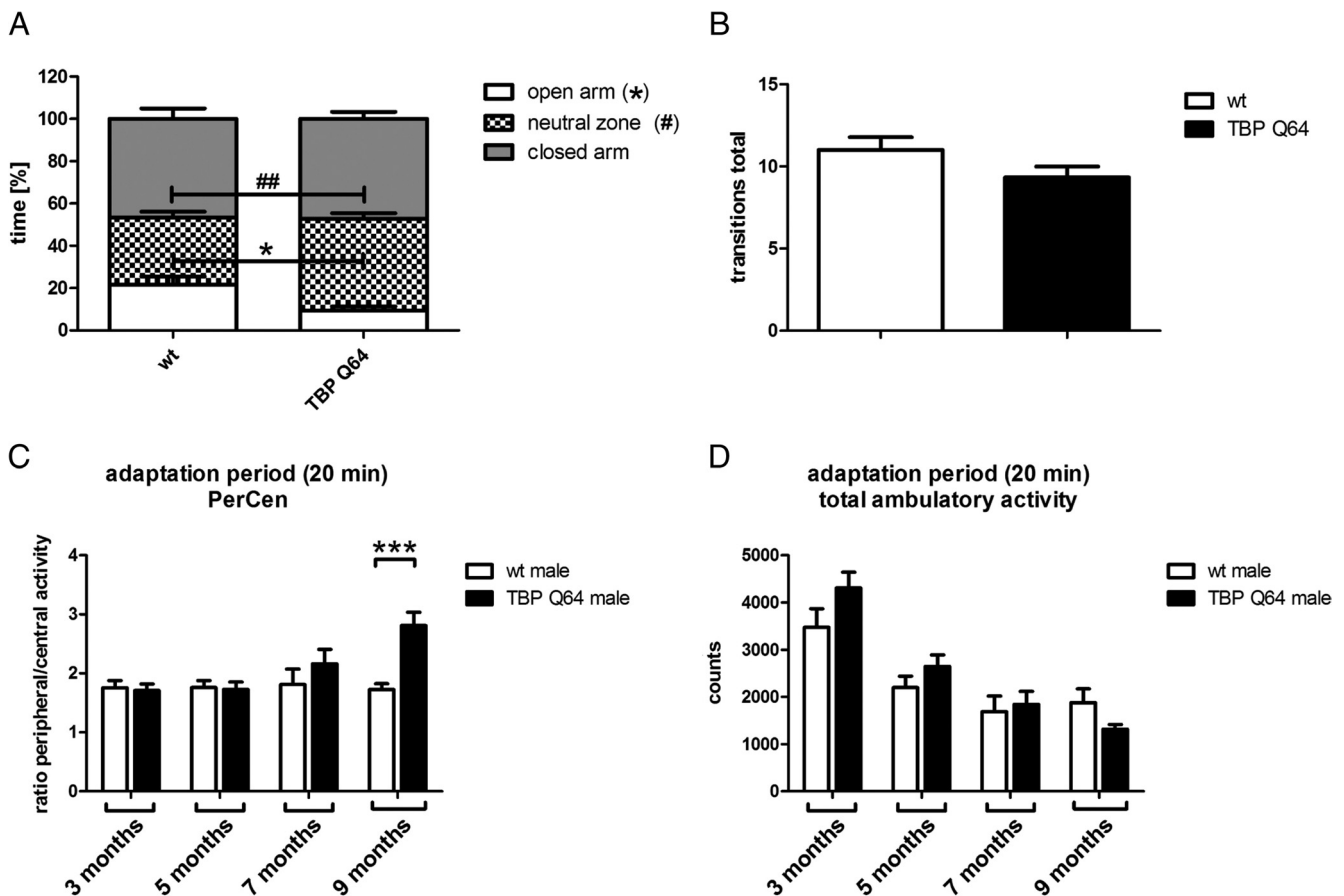 A
time [%]
120
100
80
60
40
20
0
##
*
wt
TBP Q64
open arm (*)
neutral zone (#)
closed arm
B
transitions total
15
10
5
0
wt
TBP Q64
C
adaptation period (20 min)
PerCen
ratio peripheral/central activity
4
3
2
1
0
***
3 months
5 months
7 months
9 months
wt male
TBP Q64 male
D
adaptation period (20 min)
total ambulatory activity
counts
5000
4000
3000
2000
1000
0
3 months
5 months
7 months
9 months
wt male
TBP Q64 male